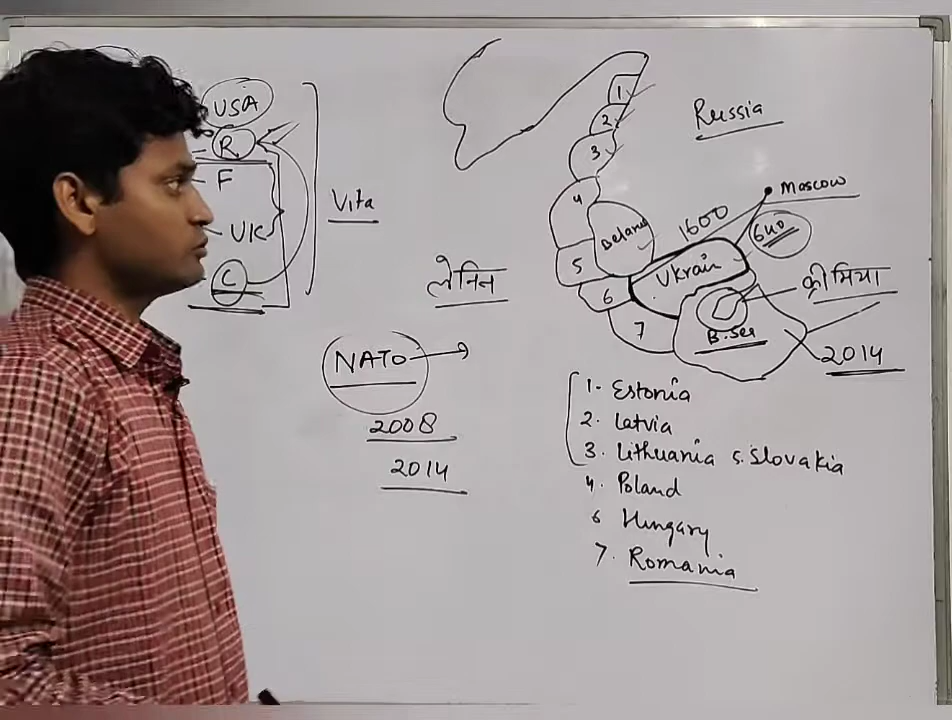 USA
R
F
UK
C
Vita
लेनिन
NATO
2008
2014
Russia
Moscow
1600
640
1
2
3
4
5
6
7
Belaru
Ukrain
B.Sea
क्रीमिया
2014
1. Estonia
2. Latvia
3. Lithuania 5. Slovakia
4. Poland
6 Hungary
7. Romania